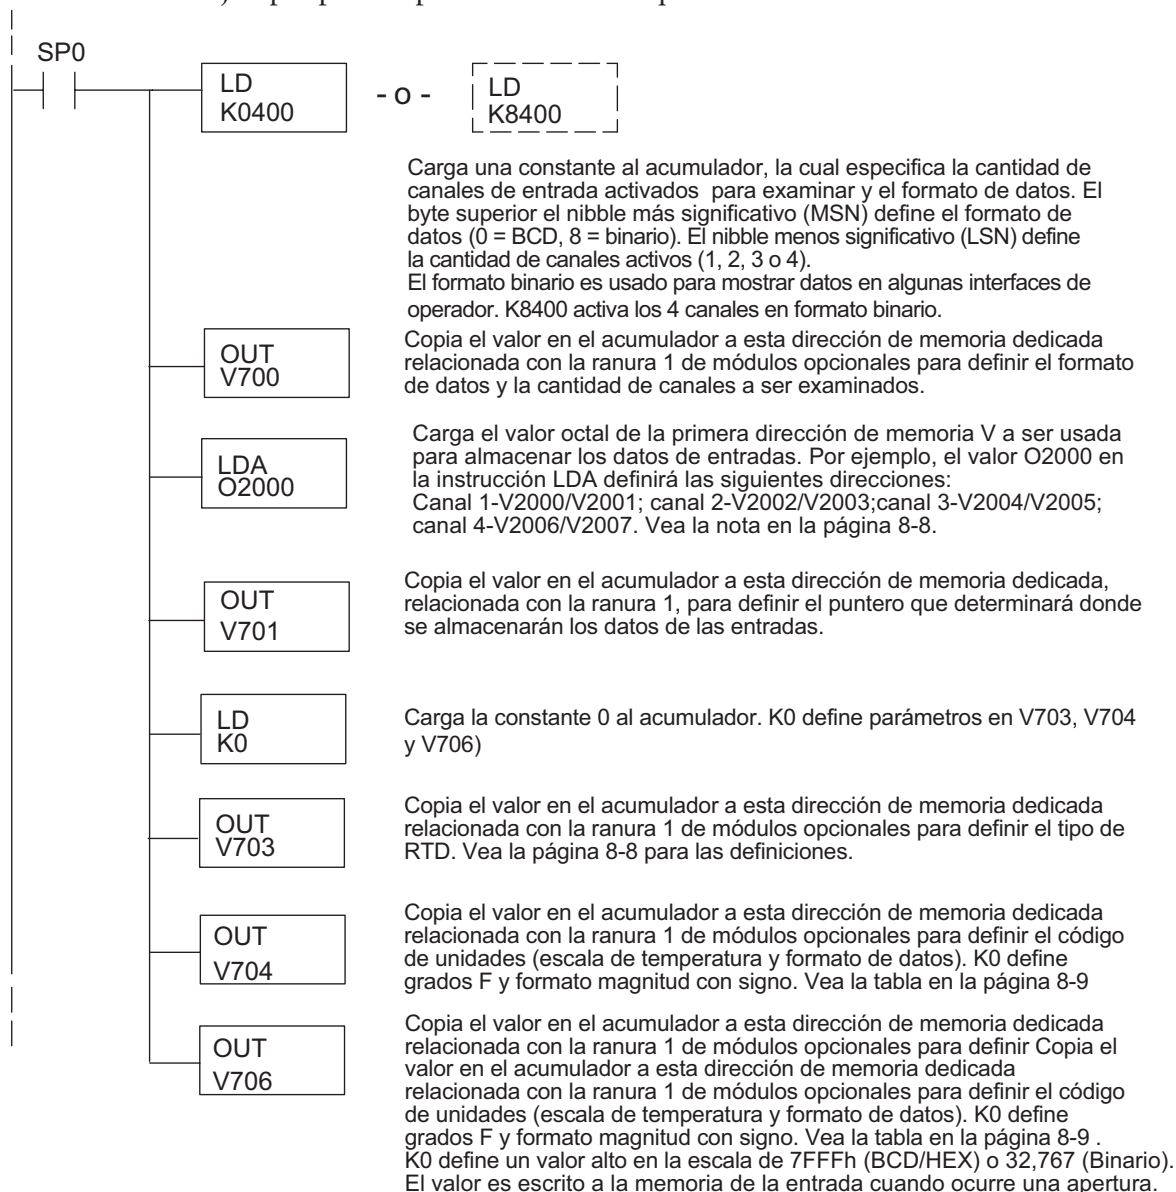 SP0
LD
K0400
- o -
LD
K8400
Carga una constante al acumulador, la cual especifica la cantidad de
canales de entrada activados para examinar y el formato de datos. El
byte superior el nibble más significativo (MSN) define el formato de
datos (0 = BCD, 8 = binario). El nibble menos significativo (LSN) define
la cantidad de canales activos (1, 2, 3 o 4).
El formato binario es usado para mostrar datos en algunas interfaces de
operador. K8400 activa los 4 canales en formato binario.
OUT
V700
Copia el valor en el acumulador a esta dirección de memoria dedicada
relacionada con la ranura 1 de módulos opcionales para definir el formato
de datos y la cantidad de canales a ser examinados.
LDA
O2000
Carga el valor octal de la primera dirección de memoria V a ser usada
para almacenar los datos de entradas. Por ejemplo, el valor O2000 en
la instrucción LDA definirá las siguientes direcciones:
Canal 1-V2000/V2001; canal 2-V2002/V2003;canal 3-V2004/V2005;
canal 4-V2006/V2007. Vea la nota en la página 8-8.
OUT
V701
Copia el valor en el acumulador a esta dirección de memoria dedicada,
relacionada con la ranura 1, para definir el puntero que determinará donde
se almacenarán los datos de las entradas.
LD
K0
Carga la constante 0 al acumulador. K0 define parámetros en V703, V704
y V706)
OUT
V703
Copia el valor en el acumulador a esta dirección de memoria dedicada
relacionada con la ranura 1 de módulos opcionales para definir el tipo de
RTD. Vea la página 8-8 para las definiciones.
OUT
V704
Copia el valor en el acumulador a esta dirección de memoria dedicada
relacionada con la ranura 1 de módulos opcionales para definir el código
de unidades (escala de temperatura y formato de datos). K0 define
grados F y formato magnitud con signo. Vea la tabla en la página 8-9
OUT
V706
Copia el valor en el acumulador a esta dirección de memoria dedicada
relacionada con la ranura 1 de módulos opcionales para definir Copia el
valor en el acumulador a esta dirección de memoria dedicada
relacionada con la ranura 1 de módulos opcionales para definir el código
de unidades (escala de temperatura y formato de datos). K0 define
grados F y formato magnitud con signo. Vea la tabla en la página 8-9 .
K0 define un valor alto en la escala de 7FFFh (BCD/HEX) o 32,767 (Binario).
El valor es escrito a la memoria de la entrada cuando ocurre una apertura.